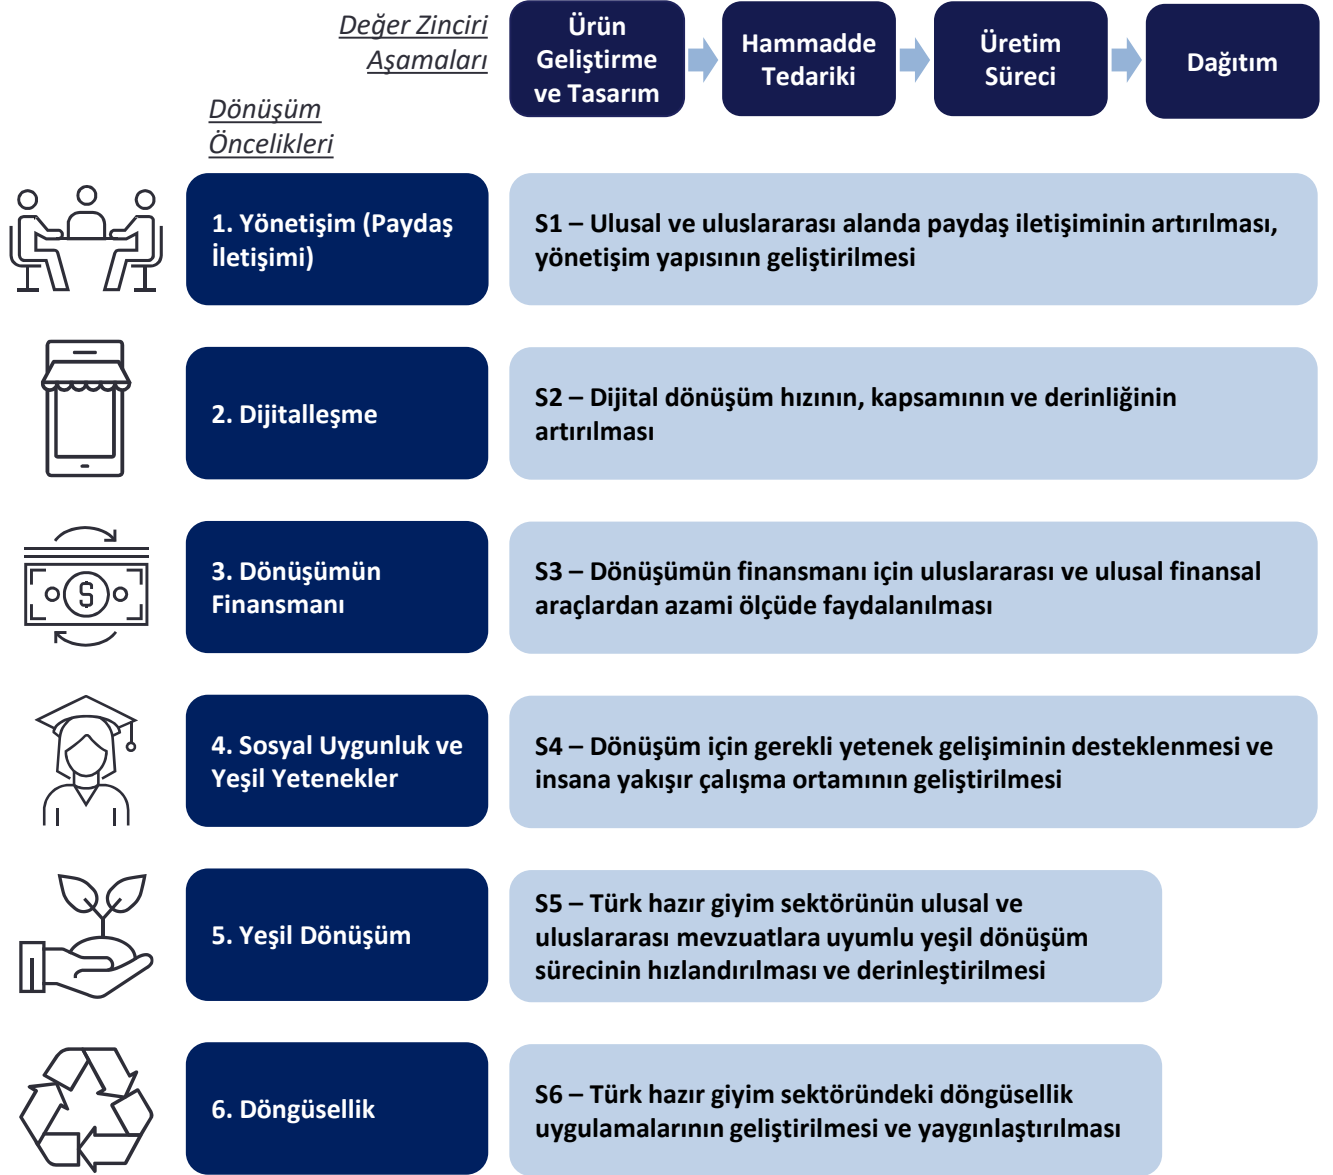 Değer Zinciri
Aşamaları
Ürün
Geliştirme
ve Tasarım
Hammadde
Tedariki
Üretim
Süreci
Dağıtım
Dönüşüm
Öncelikleri
1. Yönetişim (Paydaş
İletişimi)
S1 – Ulusal ve uluslararası alanda paydaş iletişiminin artırılması,
yönetişim yapısının geliştirilmesi
2. Dijitalleşme
S2 – Dijital dönüşüm hızının, kapsamının ve derinliğinin
artırılması
3. Dönüşümün
Finansmanı
S3 – Dönüşümün finansmanı için uluslararası ve ulusal finansal
araçlardan azami ölçüde faydalanılması
4. Sosyal Uygunluk ve
Yeşil Yetenekler
S4 – Dönüşüm için gerekli yetenek gelişiminin desteklenmesi ve
insana yakışır çalışma ortamının geliştirilmesi
5. Yeşil Dönüşüm
S5 – Türk hazır giyim sektörünün ulusal ve
uluslararası mevzuatlara uyumlu yeşil dönüşüm
sürecinin hızlandırılması ve derinleştirilmesi
6. Döngüsellik
S6 – Türk hazır giyim sektöründeki döngüsellik
uygulamalarının geliştirilmesi ve yaygınlaştırılması
$